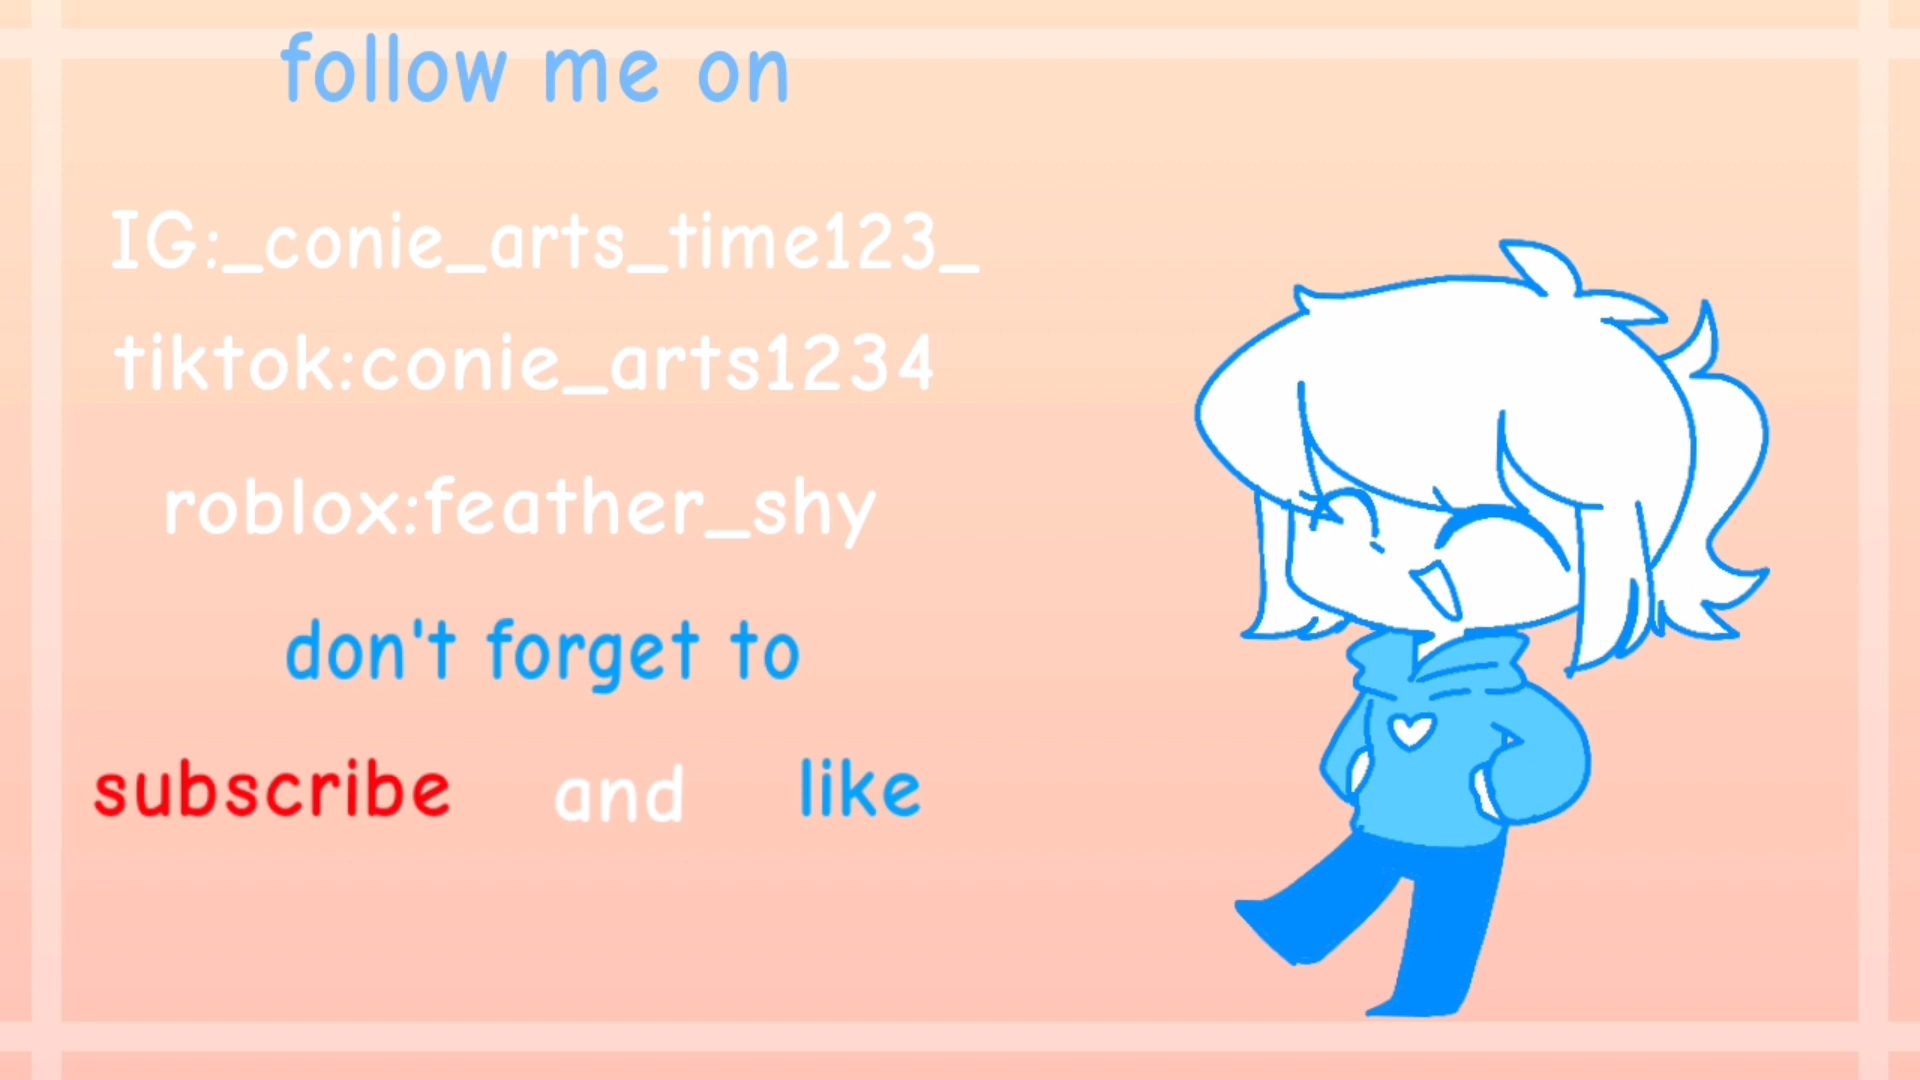 follow me on
IG:_conie_arts_time123_
tiktok:conie_arts1234
roblox:feather_shy
don't forget to
subscribe and like